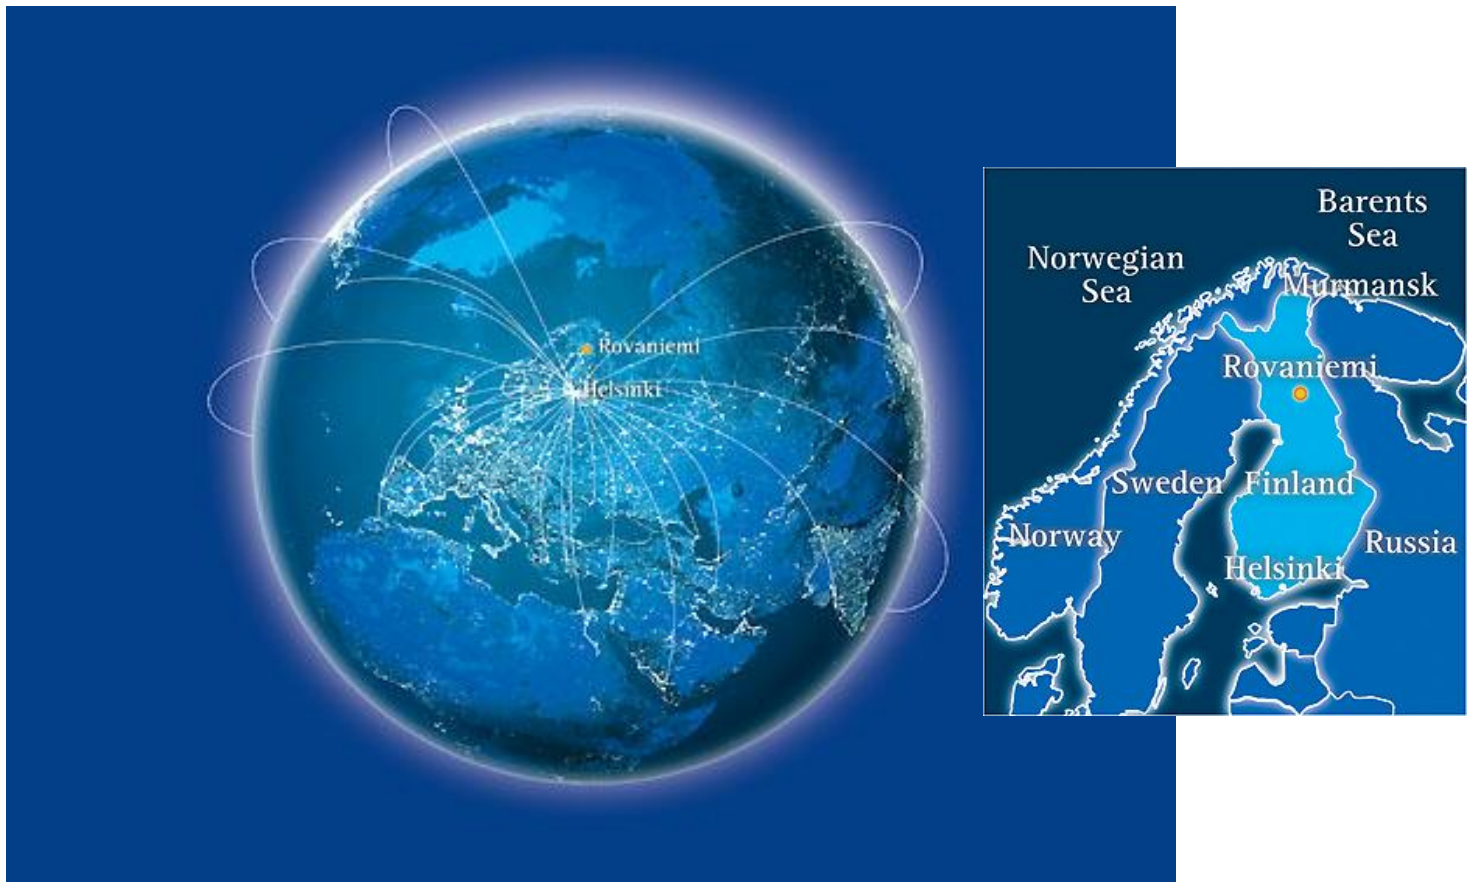 Rovaniemi
Helsinki
Barents
Sea
Norwegian
Sea
Murmansk
Rovaniemi
Sweden
Finland
Norway
Russia
Helsinki